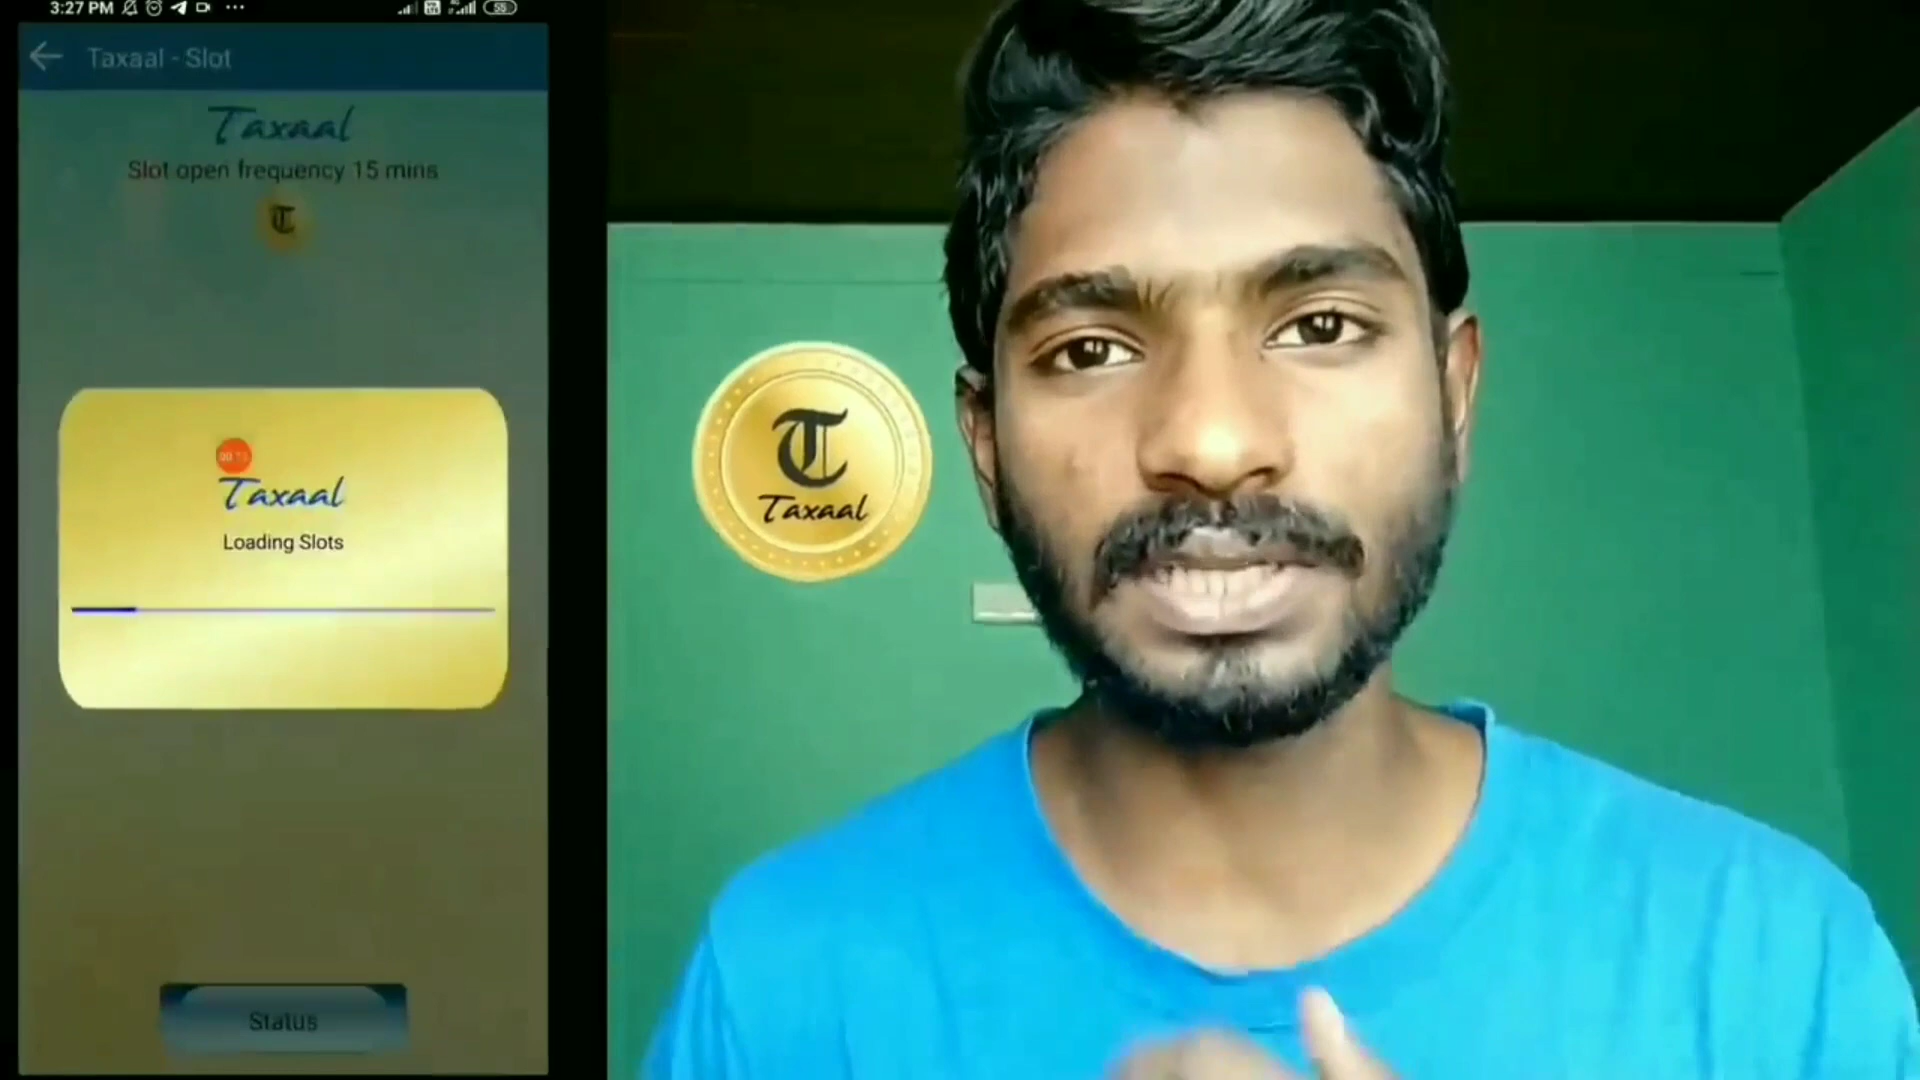 3:27 PM
Taxaal - Slot
Taxaal
Slot open frequency 15 mins
T
Taxaal
Loading Slots
Status
T
Taxaal